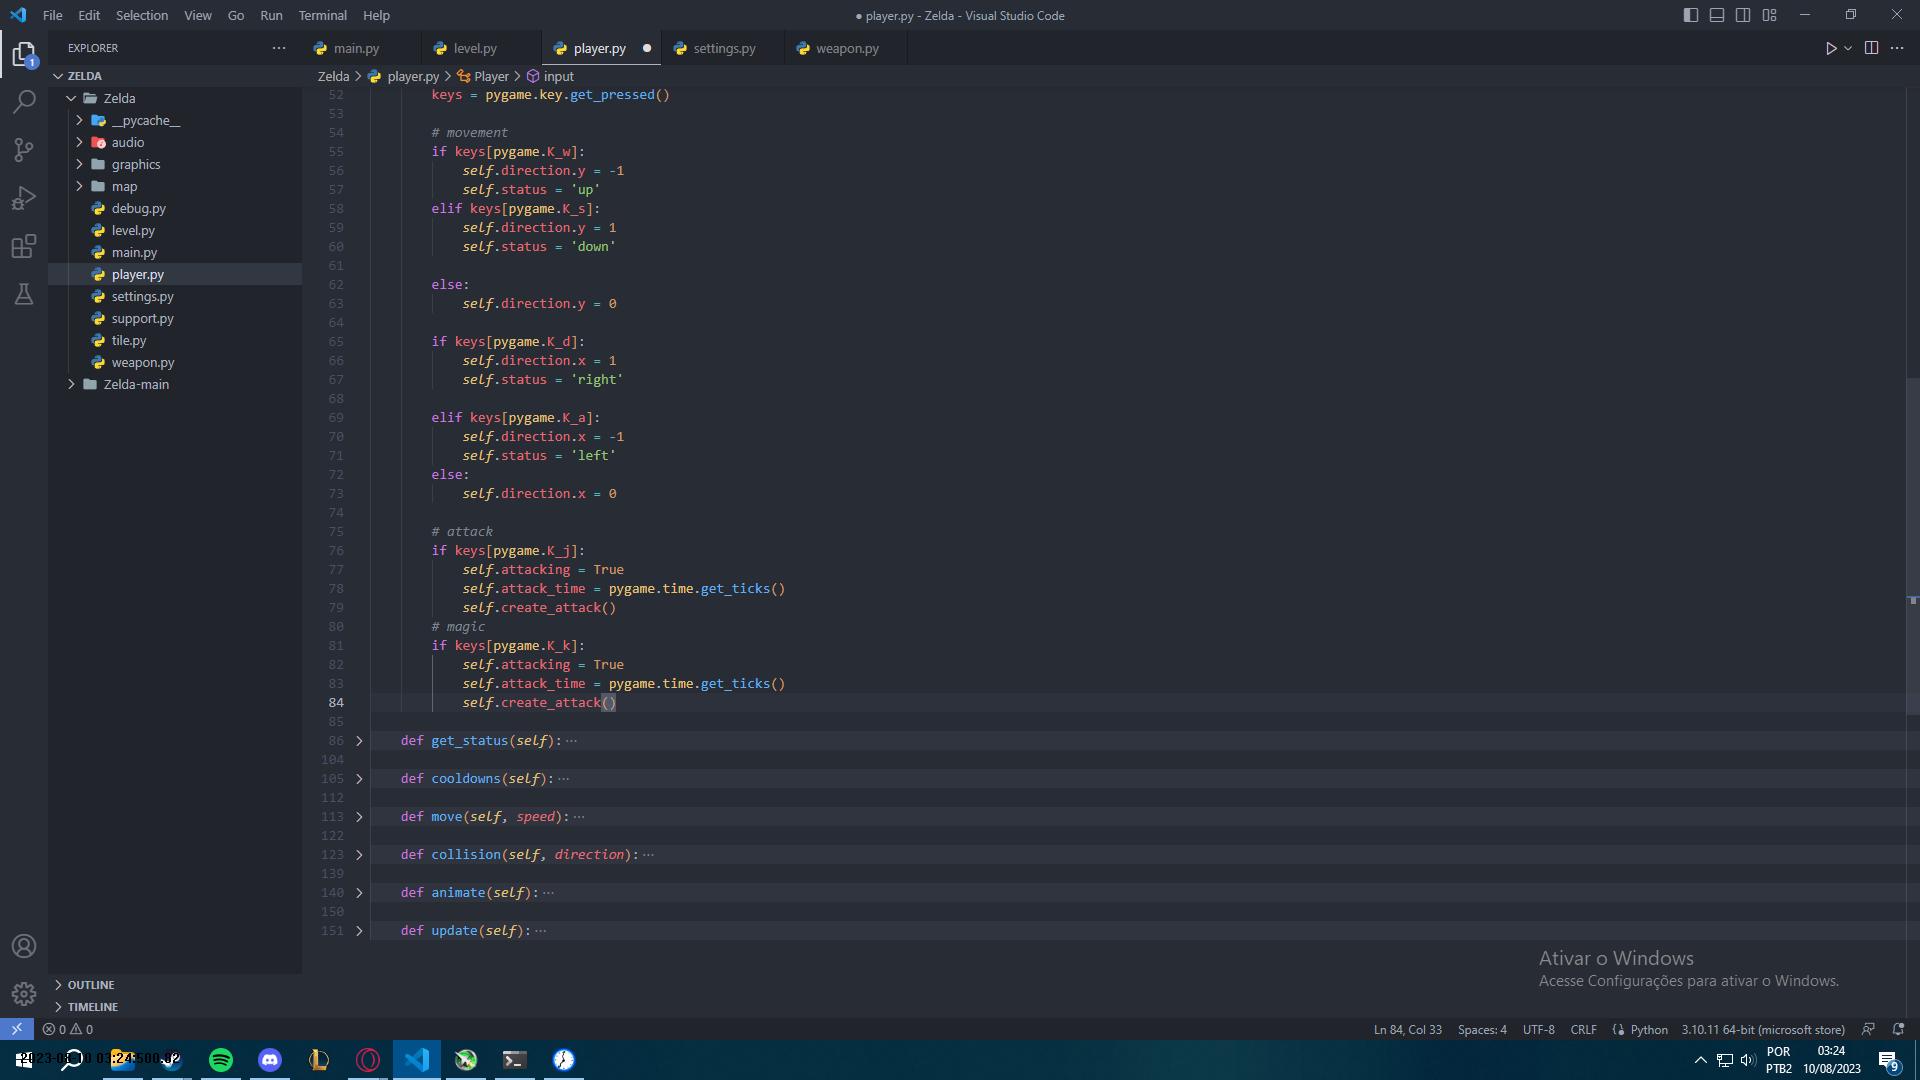 File Edit Selection View Go Run Terminal Help
● player.py - Zelda - Visual Studio Code
EXPLORER
main.py
level.py
player.py
settings.py
weapon.py
1
ZELDA
Zelda > player.py > Player > input
Zelda
__pycache__
audio
graphics
map
debug.py
level.py
main.py
player.py
settings.py
support.py
tile.py
weapon.py
Zelda-main
52 keys = pygame.key.get_pressed()
53
54 # movement
55 if keys[pygame.K_w]:
56 self.direction.y = -1
57 self.status = 'up'
58 elif keys[pygame.K_s]:
59 self.direction.y = 1
60 self.status = 'down'
61
62 else:
63 self.direction.y = 0
64
65 if keys[pygame.K_d]:
66 self.direction.x = 1
67 self.status = 'right'
68
69 elif keys[pygame.K_a]:
70 self.direction.x = -1
71 self.status = 'left'
72 else:
73 self.direction.x = 0
74
75 # attack
76 if keys[pygame.K_j]:
77 self.attacking = True
78 self.attack_time = pygame.time.get_ticks()
79 self.create_attack()
80 # magic
81 if keys[pygame.K_k]:
82 self.attacking = True
83 self.attack_time = pygame.time.get_ticks()
84 self.create_attack()
85
86 def get_status(self): ...
104
105 def cooldowns(self): ...
112
113 def move(self, speed): ...
122
123 def collision(self, direction): ...
139
140 def animate(self): ...
150
151 def update(self): ...
Ativar o Windows
Acesse Configurações para ativar o Windows.
OUTLINE
TIMELINE
0 0
Ln 84, Col 33 Spaces: 4 UTF-8 CRLF Python 3.10.11 64-bit (microsoft store)
POR
PTB2
03:24
10/08/2023
9